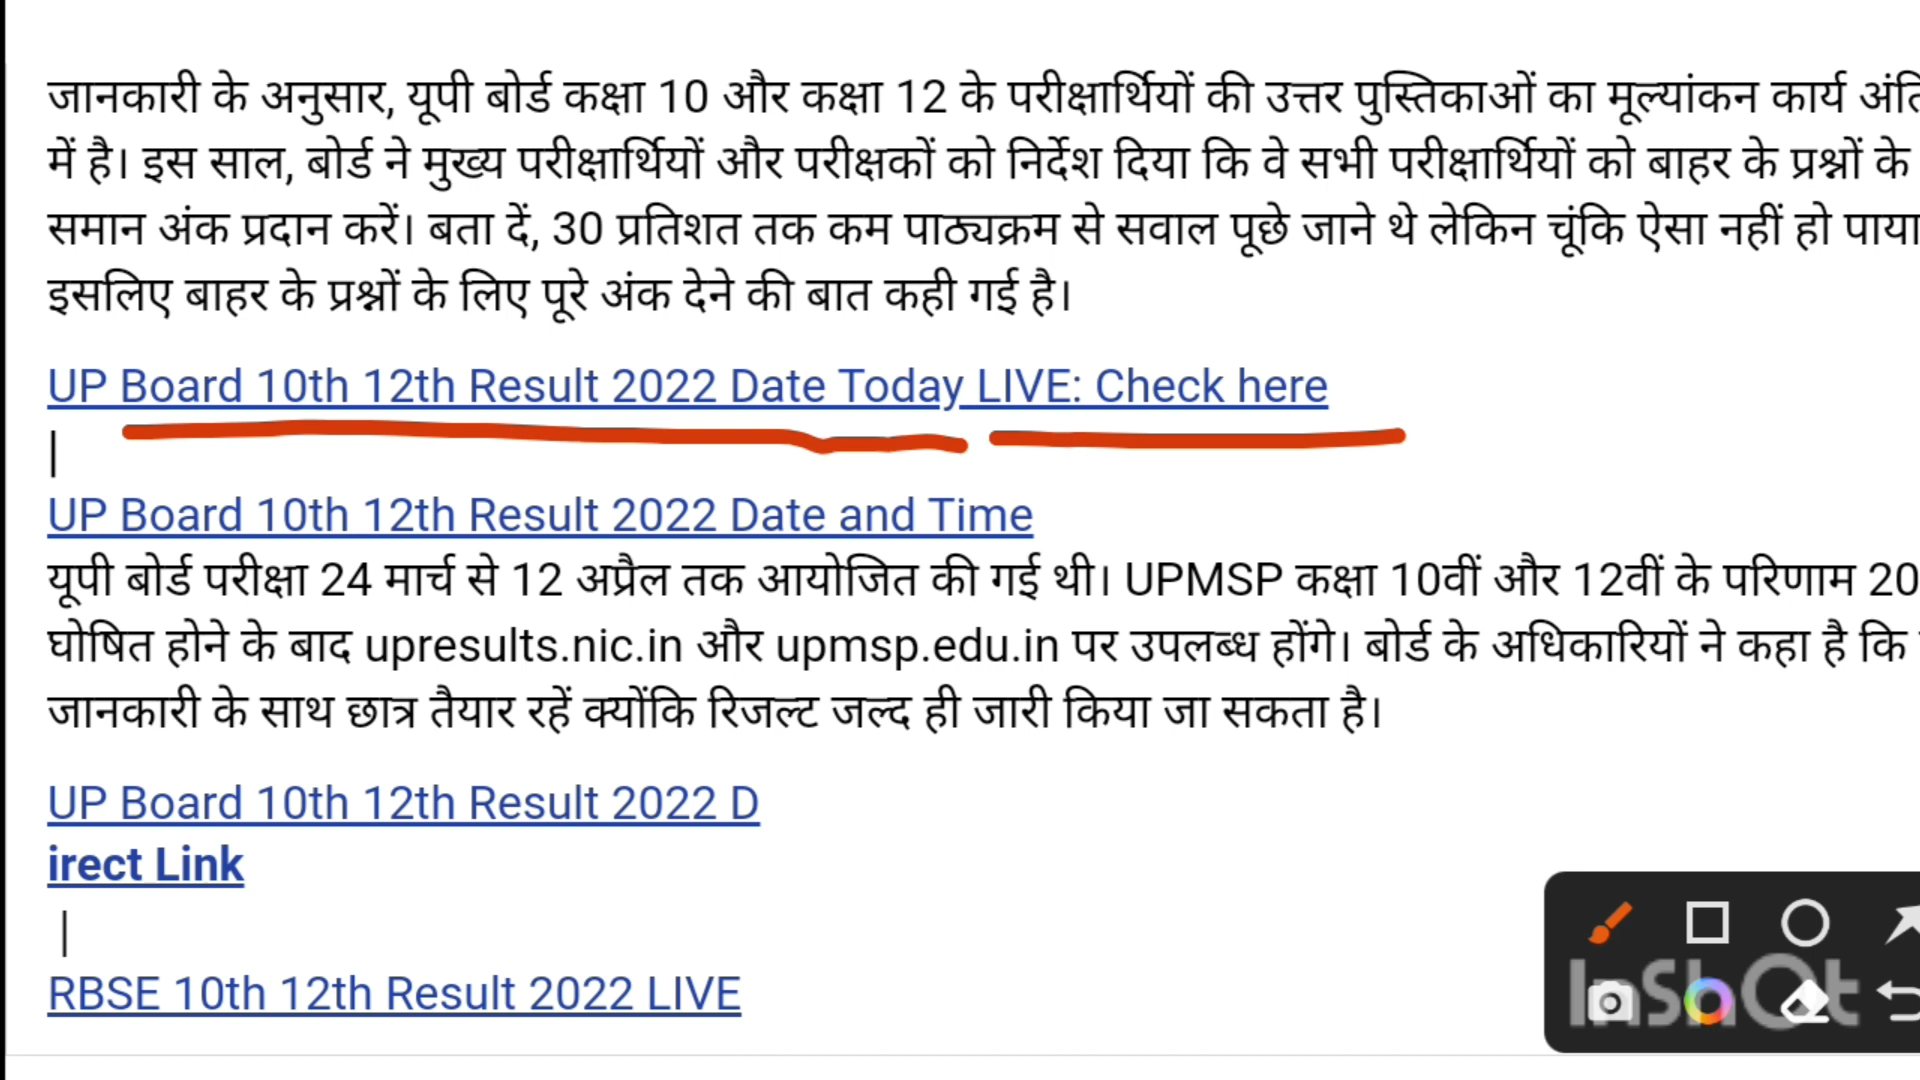 जानकारी के अनुसार, यूपी बोर्ड कक्षा 10 और कक्षा 12 के परीक्षार्थियों की उत्तर पुस्तिकाओं का मूल्यांकन कार्य
में है। इस साल, बोर्ड ने मुख्य परीक्षार्थियों और परीक्षकों को निर्देश दिया कि वे सभी परीक्षार्थियों को बाहर के प्रश्नों के
समान अंक प्रदान करें। बता दें, 30 प्रतिशत तक कम पाठ्यक्रम से सवाल पूछे जाने थे लेकिन चूंकि ऐसा नहीं हो पाया
इसलिए बाहर के प्रश्नों के लिए पूरे अंक देने की बात कही गई है।
UP Board 10th 12th Result 2022 Date Today LIVE: Check here
|
UP Board 10th 12th Result 2022 Date and Time
यूपी बोर्ड परीक्षा 24 मार्च से 12 अप्रैल तक आयोजित की गई थी। UPMSP कक्षा 10वीं और 12वीं के परिणाम 20
घोषित होने के बाद upresults.nic.in और upmsp.edu.in पर उपलब्ध होंगे। बोर्ड के अधिकारियों ने कहा है कि
जानकारी के साथ छात्र तैयार रहें क्योंकि रिजल्ट जल्द ही जारी किया जा सकता है।
UP Board 10th 12th Result 2022 D
irect Link
|
RBSE 10th 12th Result 2022 LIVE
InShOt